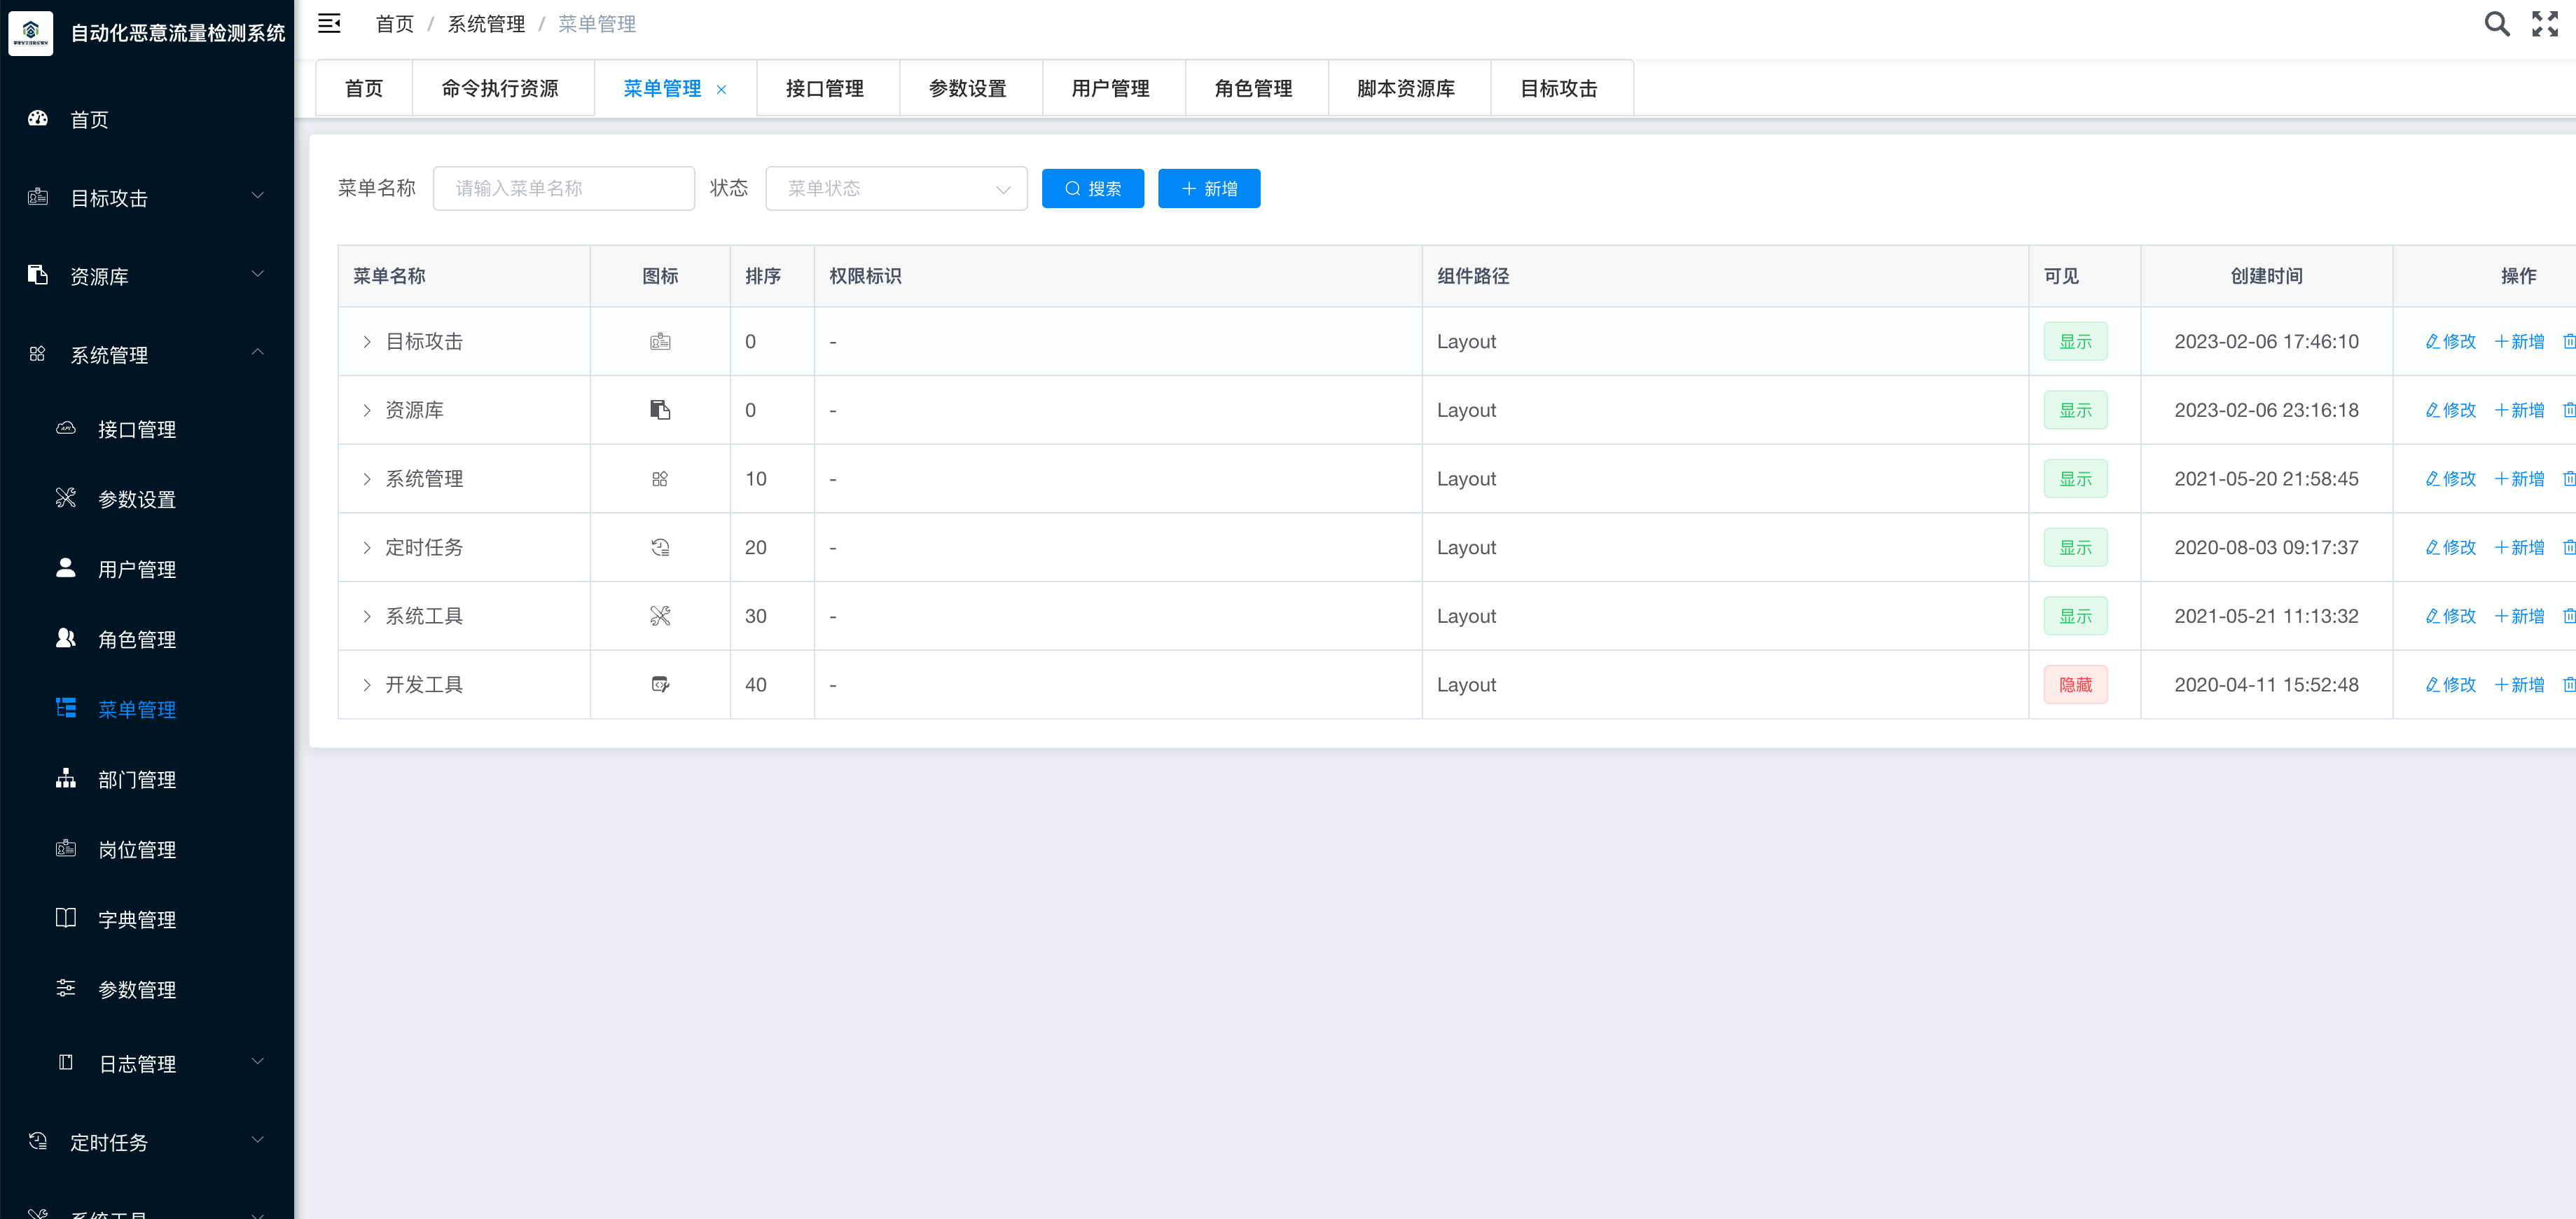 自动化恶意流量检测系统
首页
目标攻击
资源库
系统管理
接口管理
参数设置
用户管理
角色管理
菜单管理
部门管理
岗位管理
字典管理
参数管理
日志管理
定时任务
系统工具
首页 / 系统管理 / 菜单管理
首页 命令执行资源 菜单管理 × 接口管理 参数设置 用户管理 角色管理 脚本资源库 目标攻击
菜单名称 请输入菜单名称 状态 菜单状态 搜索 + 新增
菜单名称 图标 排序 权限标识 组件路径 可见 创建时间 操作
目标攻击 0 - Layout 显示 2023-02-06 17:46:10 修改 +新增
资源库 0 - Layout 显示 2023-02-06 23:16:18 修改 +新增
系统管理 10 - Layout 显示 2021-05-20 21:58:45 修改 +新增
定时任务 20 - Layout 显示 2020-08-03 09:17:37 修改 +新增
系统工具 30 - Layout 显示 2021-05-21 11:13:32 修改 +新增
开发工具 40 - Layout 隐藏 2020-04-11 15:52:48 修改 +新增